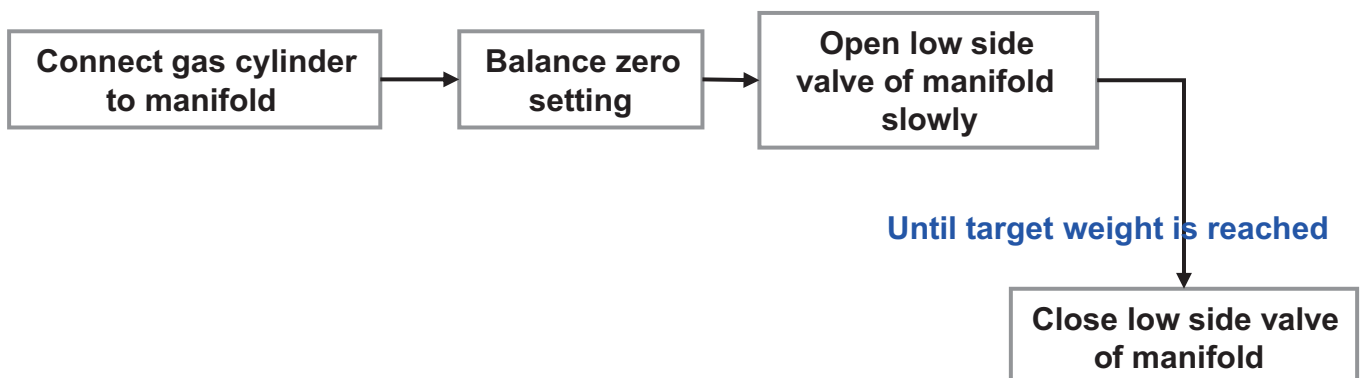 Connect gas cylinder
to manifold
Balance zero
setting
Open low side
valve of manifold
slowly
Until target weight is reached
Close low side valve
of manifold